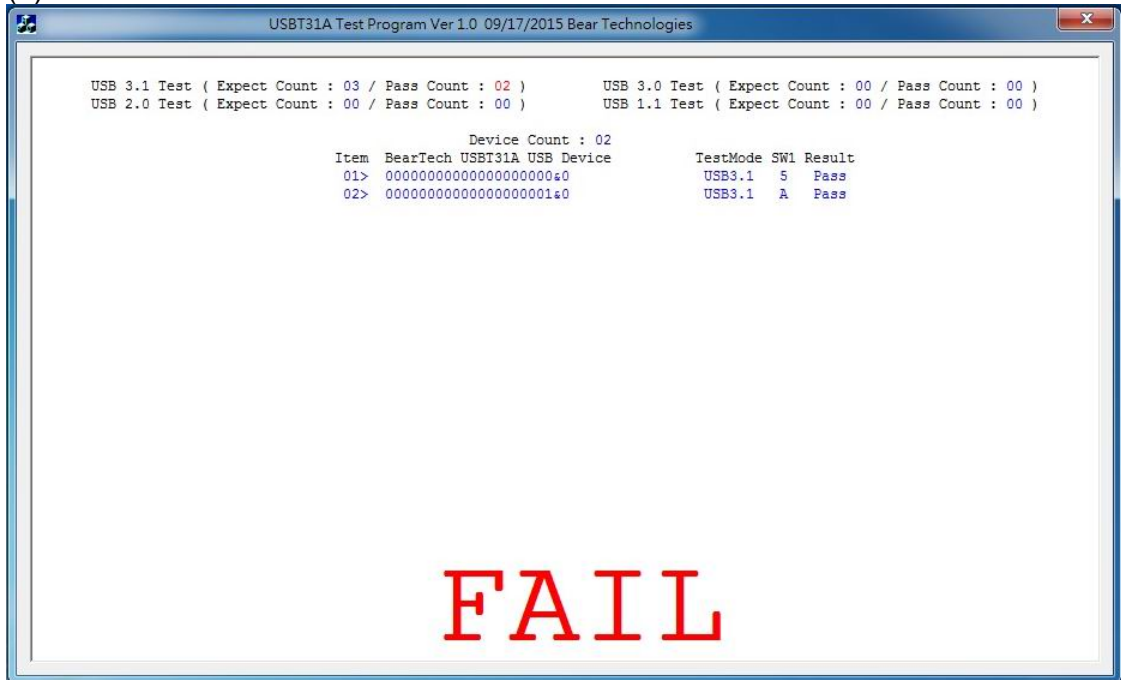 USBT31A Test Program Ver 1.0 09/17/2015 Bear Technologies
x
USB 3.1 Test ( Expect Count : 03 / Pass Count : 02 ) USB 3.0 Test ( Expect Count : 00 / Pass Count : 00 )
USB 2.0 Test ( Expect Count : 00 / Pass Count : 00 ) USB 1.1 Test ( Expect Count : 00 / Pass Count : 00 )
Device Count : 02
Item BearTech USBT31A USB Device TestMode SW1 Result
01> 00000000000000000000&0 USB3.1 5 Pass
02> 00000000000000000001&0 USB3.1 A Pass
FAIL